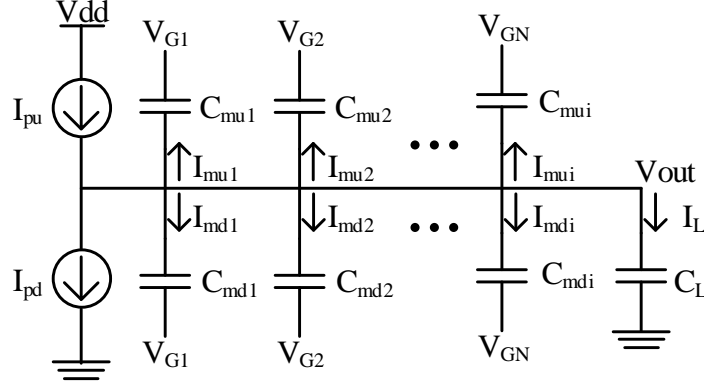 Vdd
V_G1 V_G2 V_GN
I_pu C_mu1 C_mu2 C_mui
I_mu1 I_mu2 ••• I_mui Vout
I_md1 I_md2 ••• I_mdi I_L
I_pd C_md1 C_md2 C_mdi C_L
V_G1 V_G2 V_GN